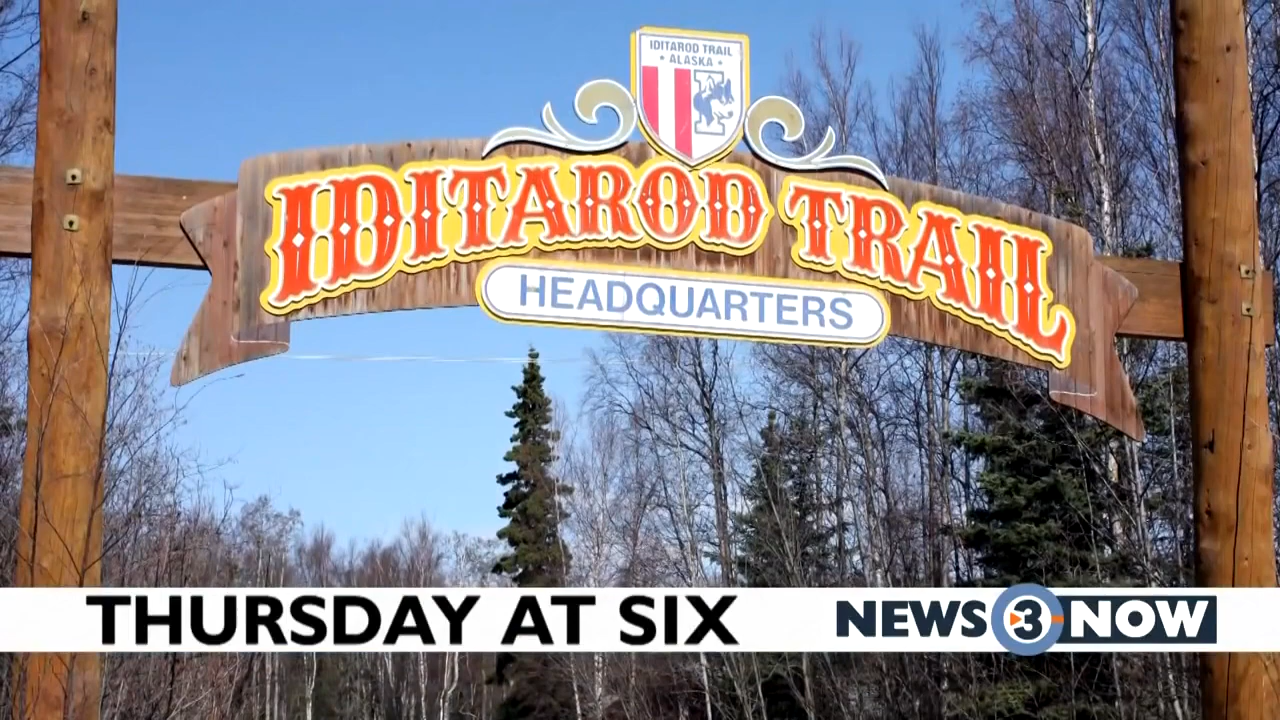 IDITAROD TRAIL
• ALASKA •
IDITAROD TRAIL
HEADQUARTERS
THURSDAY AT SIX
NEWS 3 NOW